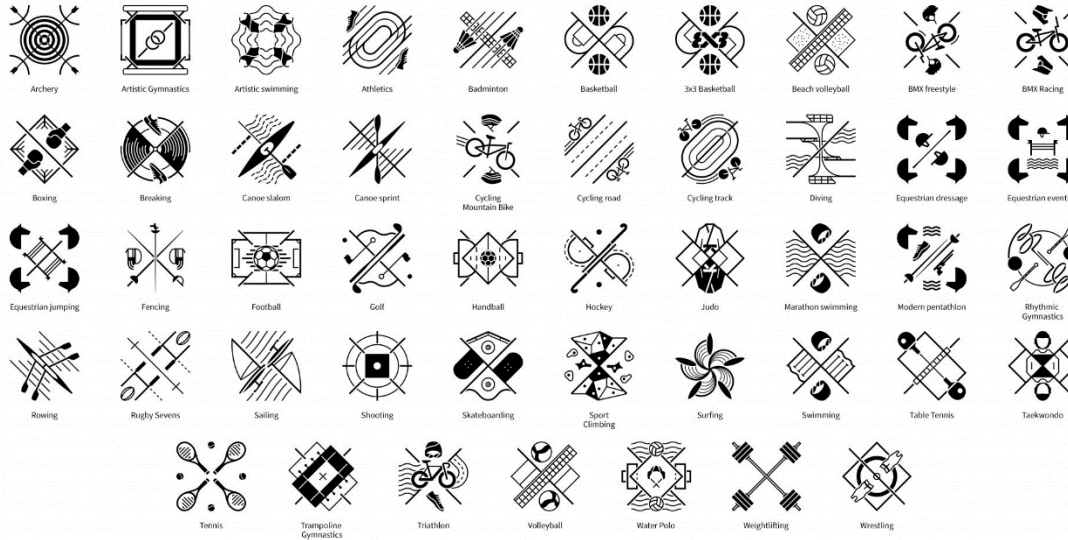 Archery
Artistic Gymnastics
Artistic swimming
Athletics
Badminton
Basketball
3x3 Basketball
Beach volleyball
BMX freestyle
BMX Racing
Boxing
Breaking
Canoe slalom
Canoe sprint
Cycling
Mountain Bike
Cycling road
Cycling track
Diving
Equestrian dressage
Equestrian eventi
Equestrian jumping
Fencing
Football
Golf
Handball
Hockey
Judo
Marathon swimming
Modern pentathlon
Rhythmic
Gymnastics
Rowing
Rugby Sevens
Sailing
Shooting
Skateboarding
Sport
Climbing
Surfing
Swimming
Table Tennis
Taekwondo
Tennis
Trampoline
Gymnastics
Triathlon
Volleyball
Water Polo
Weightlifting
Wrestling
3X3